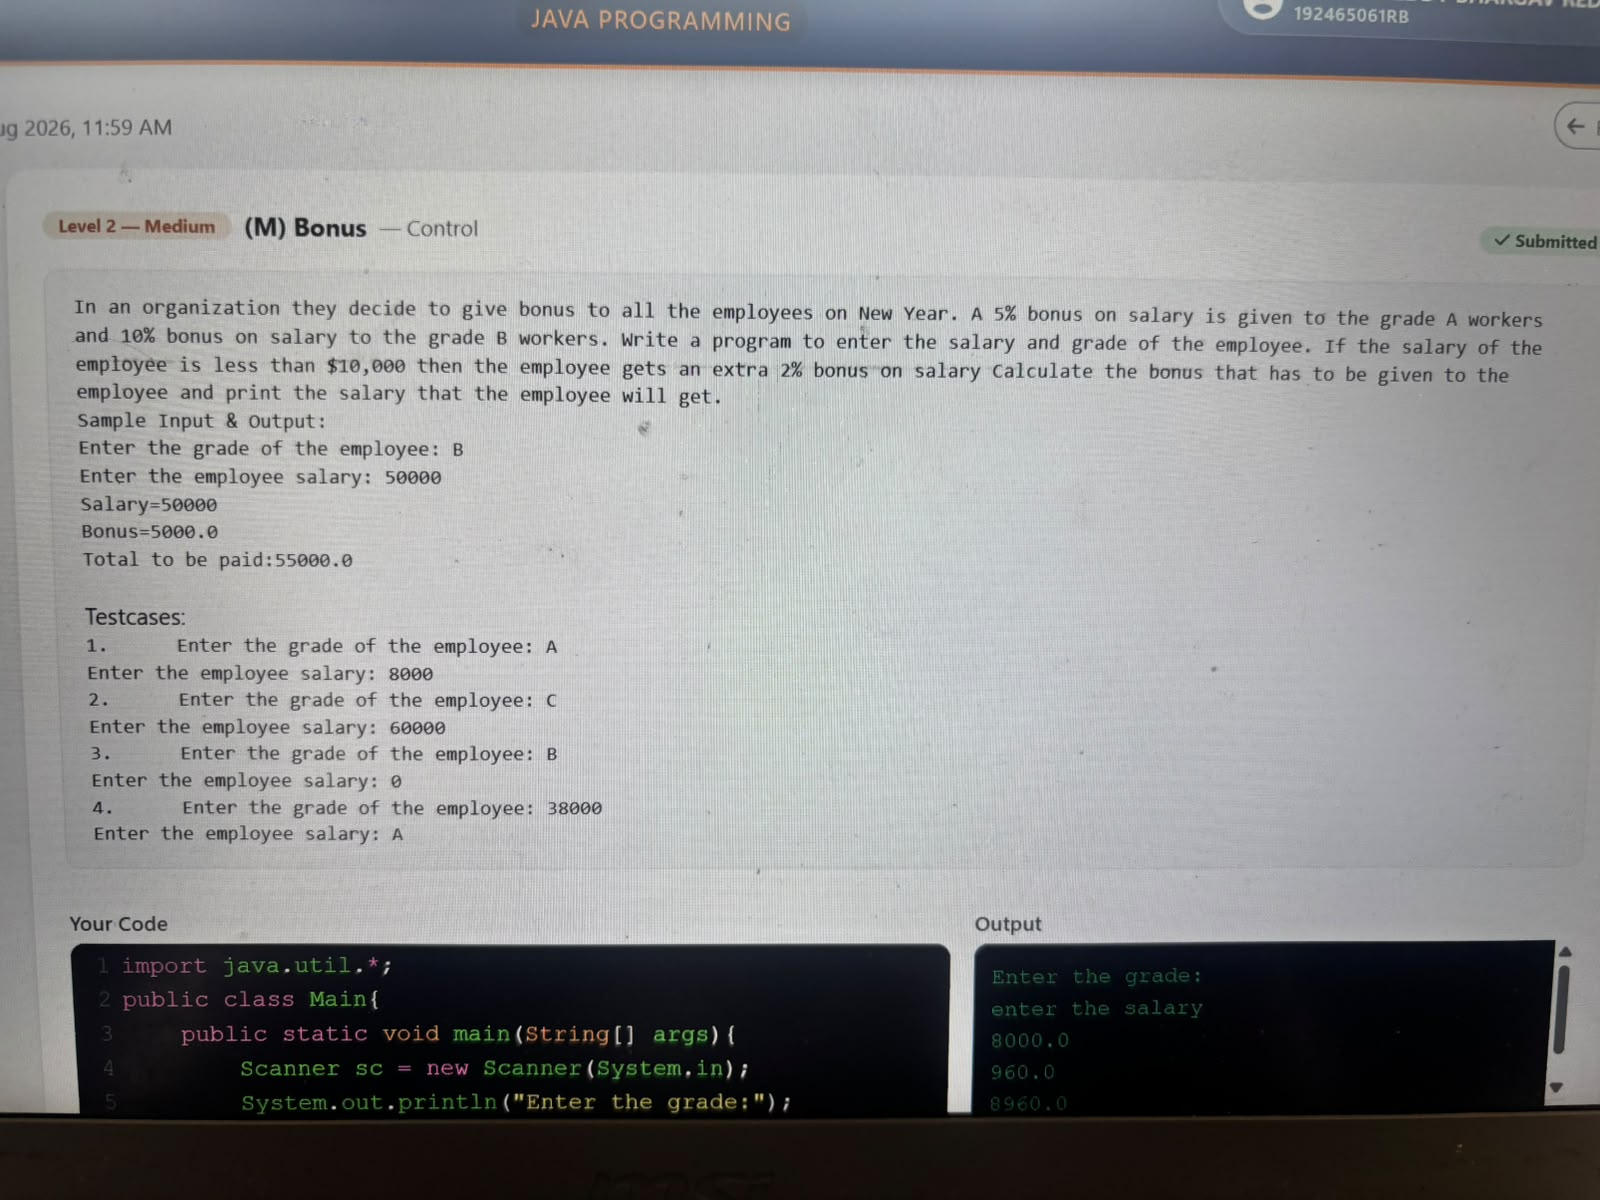 JAVA PROGRAMMING
192465061RB
ug 2026, 11:59 AM
Level 2 — Medium (M) Bonus — Control
✓ Submitted
In an organization they decide to give bonus to all the employees on New Year. A 5% bonus on salary is given to the grade A workers
and 10% bonus on salary to the grade B workers. Write a program to enter the salary and grade of the employee. If the salary of the
employee is less than $10,000 then the employee gets an extra 2% bonus on salary Calculate the bonus that has to be given to the
employee and print the salary that the employee will get.
Sample Input & Output:
Enter the grade of the employee: B
Enter the employee salary: 50000
Salary=50000
Bonus=5000.0
Total to be paid:55000.0
Testcases:
1. Enter the grade of the employee: A
Enter the employee salary: 8000
2. Enter the grade of the employee: C
Enter the employee salary: 60000
3. Enter the grade of the employee: B
Enter the employee salary: 0
4. Enter the grade of the employee: 38000
Enter the employee salary: A
Your Code
1 import java.util.*;
2 public class Main{
3 public static void main(String[] args){
4 Scanner sc = new Scanner(System.in);
5 System.out.println("Enter the grade:");
Output
Enter the grade:
enter the salary
8000.0
960.0
8960.0